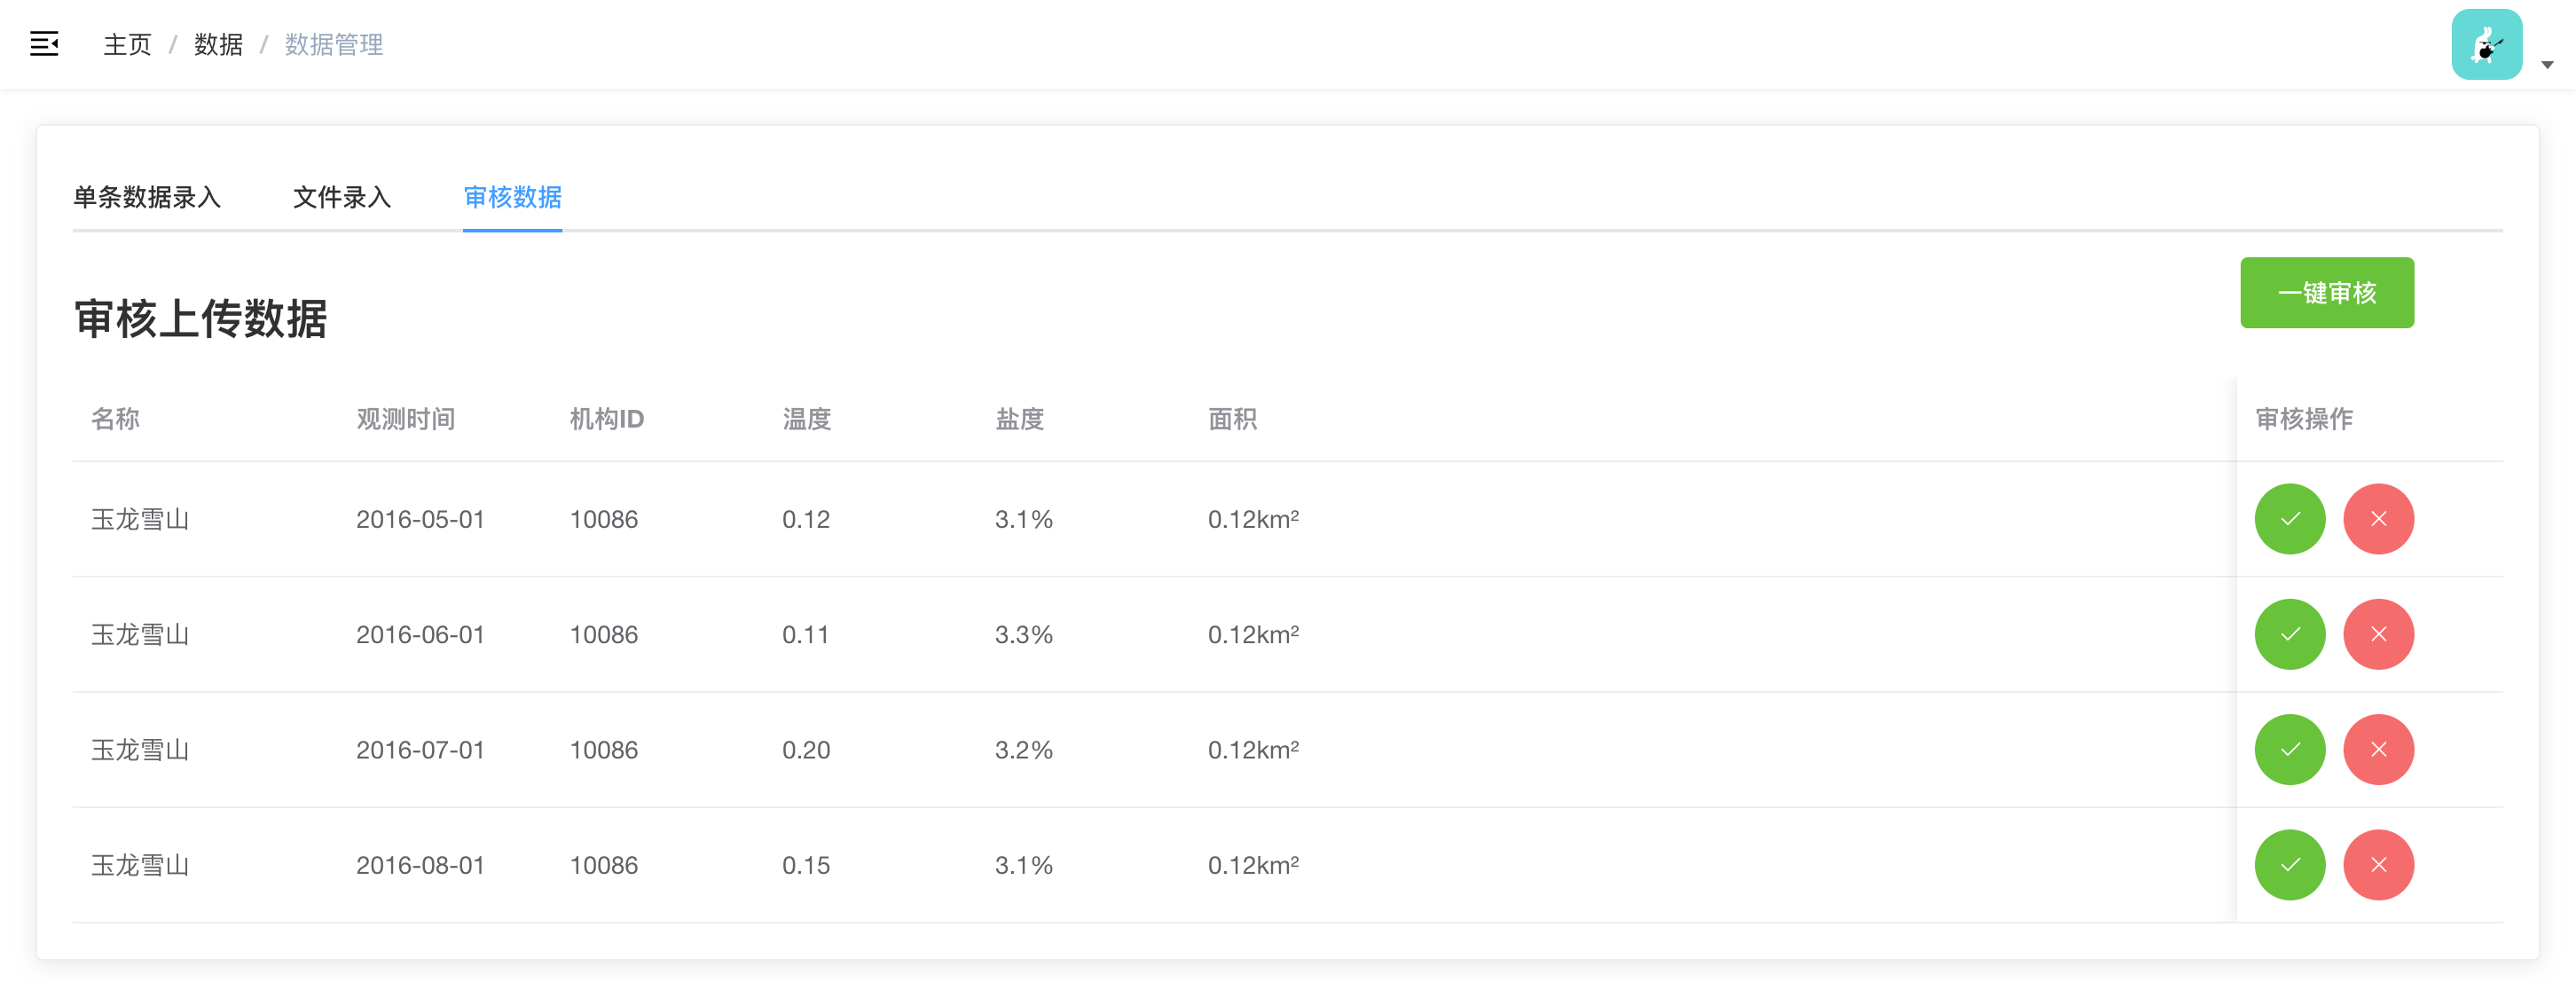 主页 / 数据 / 数据管理
单条数据录入 文件录入 审核数据
一键审核
审核上传数据
名称 观测时间 机构ID 温度 盐度 面积 审核操作
玉龙雪山 2016-05-01 10086 0.12 3.1% 0.12km²
玉龙雪山 2016-06-01 10086 0.11 3.3% 0.12km²
玉龙雪山 2016-07-01 10086 0.20 3.2% 0.12km²
玉龙雪山 2016-08-01 10086 0.15 3.1% 0.12km²